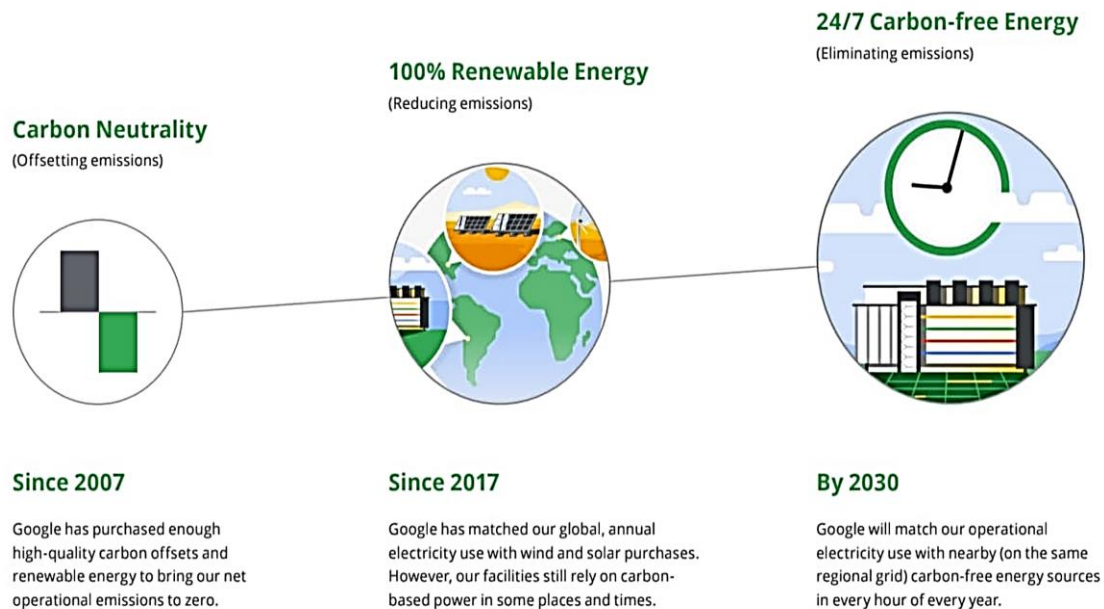 Carbon Neutrality
(Offsetting emissions)
100% Renewable Energy
(Reducing emissions)
24/7 Carbon-free Energy
(Eliminating emissions)
Since 2007
Google has purchased enough
high-quality carbon offsets and
renewable energy to bring our net
operational emissions to zero.
Since 2017
Google has matched our global, annual
electricity use with wind and solar purchases.
However, our facilities still rely on carbon-
based power in some places and times.
By 2030
Google will match our operational
electricity use with nearby (on the same
regional grid) carbon-free energy sources
in every hour of every year.